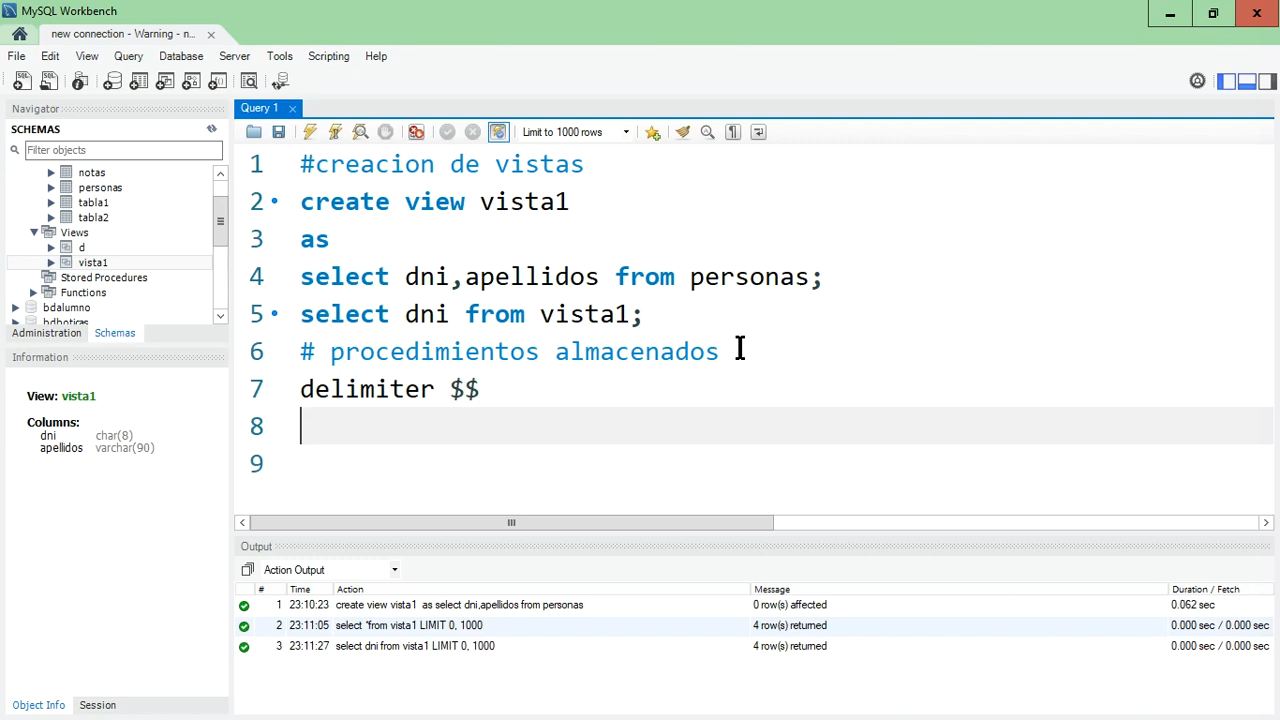 MySQL Workbench
new connection - Warning - n...
File Edit View Query Database Server Tools Scripting Help
Navigator
SCHEMAS
Filter objects
notas
personas
tabla1
tabla2
Views
d
vista1
Stored Procedures
Functions
bdalumno
bdboticas
Administration Schemas
Information
View: vista1
Columns:
dni char(8)
apellidos varchar(90)
Object Info Session
Query 1
Limit to 1000 rows
1 #creacion de vistas
2 create view vista1
3 as
4 select dni,apellidos from personas;
5 select dni from vista1;
6 # procedimientos almacenados
7 delimiter $$
8
9
Output
Action Output
# Time Action Message Duration / Fetch
1 23:10:23 create view vista1 as select dni,apellidos from personas 0 row(s) affected 0.062 sec
2 23:11:05 select *from vista1 LIMIT 0, 1000 4 row(s) returned 0.000 sec / 0.000 sec
3 23:11:27 select dni from vista1 LIMIT 0, 1000 4 row(s) returned 0.000 sec / 0.000 sec